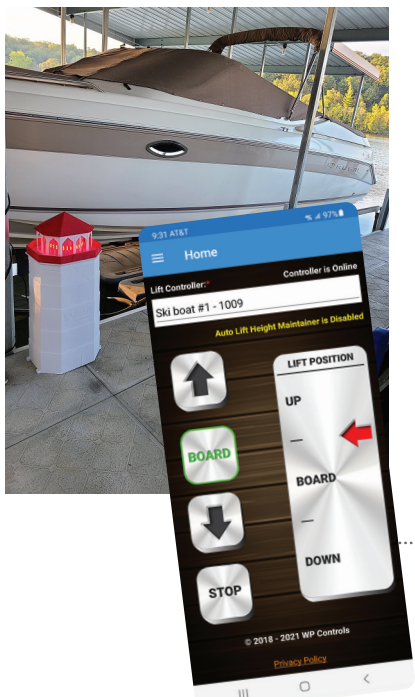 9:31 AT&T 97%
Home
Controller is Online
Lift Controller:*
Ski boat #1 - 1009
Auto Lift Height Maintainer is Disabled
LIFT POSITION
UP
—
BOARD
BOARD
—
DOWN
STOP
© 2018 - 2021 WP Controls
Privacy Policy